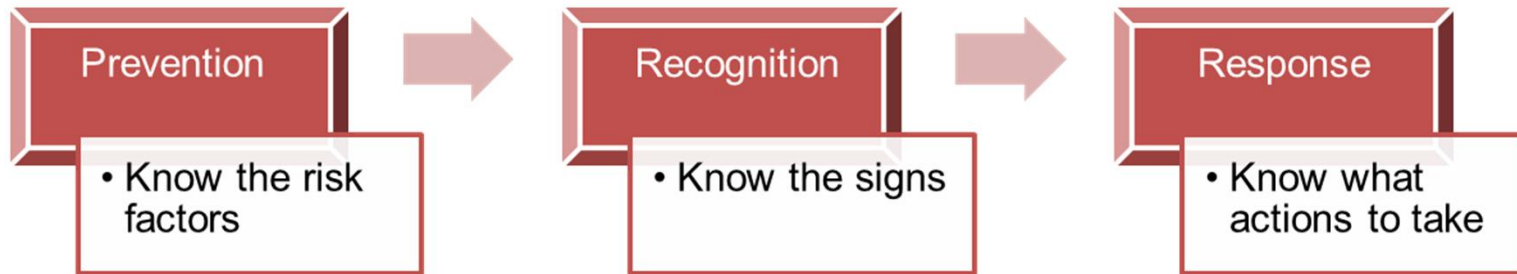 Prevention
• Know the risk
factors
Recognition
• Know the signs
Response
• Know what
actions to take